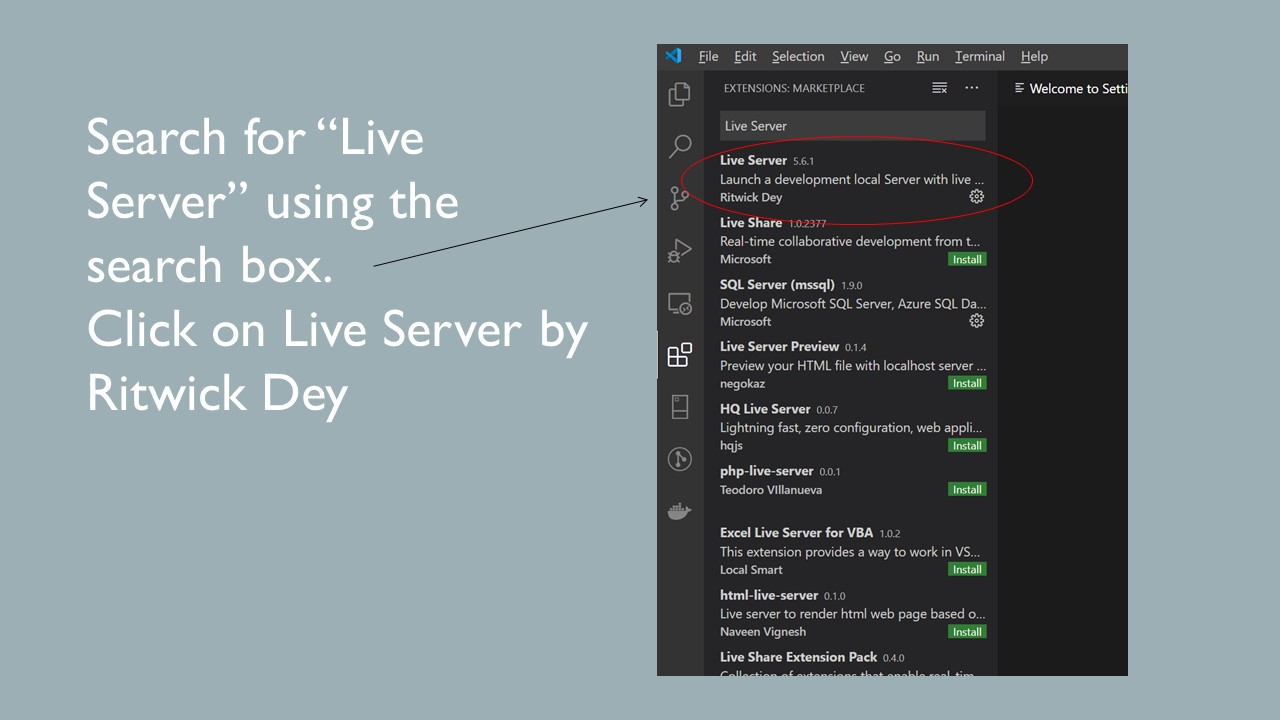 Search for “Live
Server”  using the
search box.
Click on Live Server by
Ritwick Dey
File Edit Selection View Go Run Terminal Help
EXTENSIONS: MARKETPLACE
Welcome to Setti
Live Server
Live Server 5.6.1
Launch a development local Server with live ...
Ritwick Dey
Live Share 1.0.2377
Real-time collaborative development from t...
Microsoft Install
SQL Server (mssql) 1.9.0
Develop Microsoft SQL Server, Azure SQL Da...
Microsoft
Live Server Preview 0.1.4
Preview your HTML file with localhost server ...
negokaz Install
HQ Live Server 0.0.7
Lightning fast, zero configuration, web appli...
hqjs Install
php-live-server 0.0.1
Teodoro VIllanueva Install
Excel Live Server for VBA 1.0.2
This extension provides a way to work in VS...
Local Smart Install
html-live-server 0.1.0
Live server to render html web page based o...
Naveen Vignesh Install
Live Share Extension Pack 0.4.0
Collection of extensions that enable real-tim...